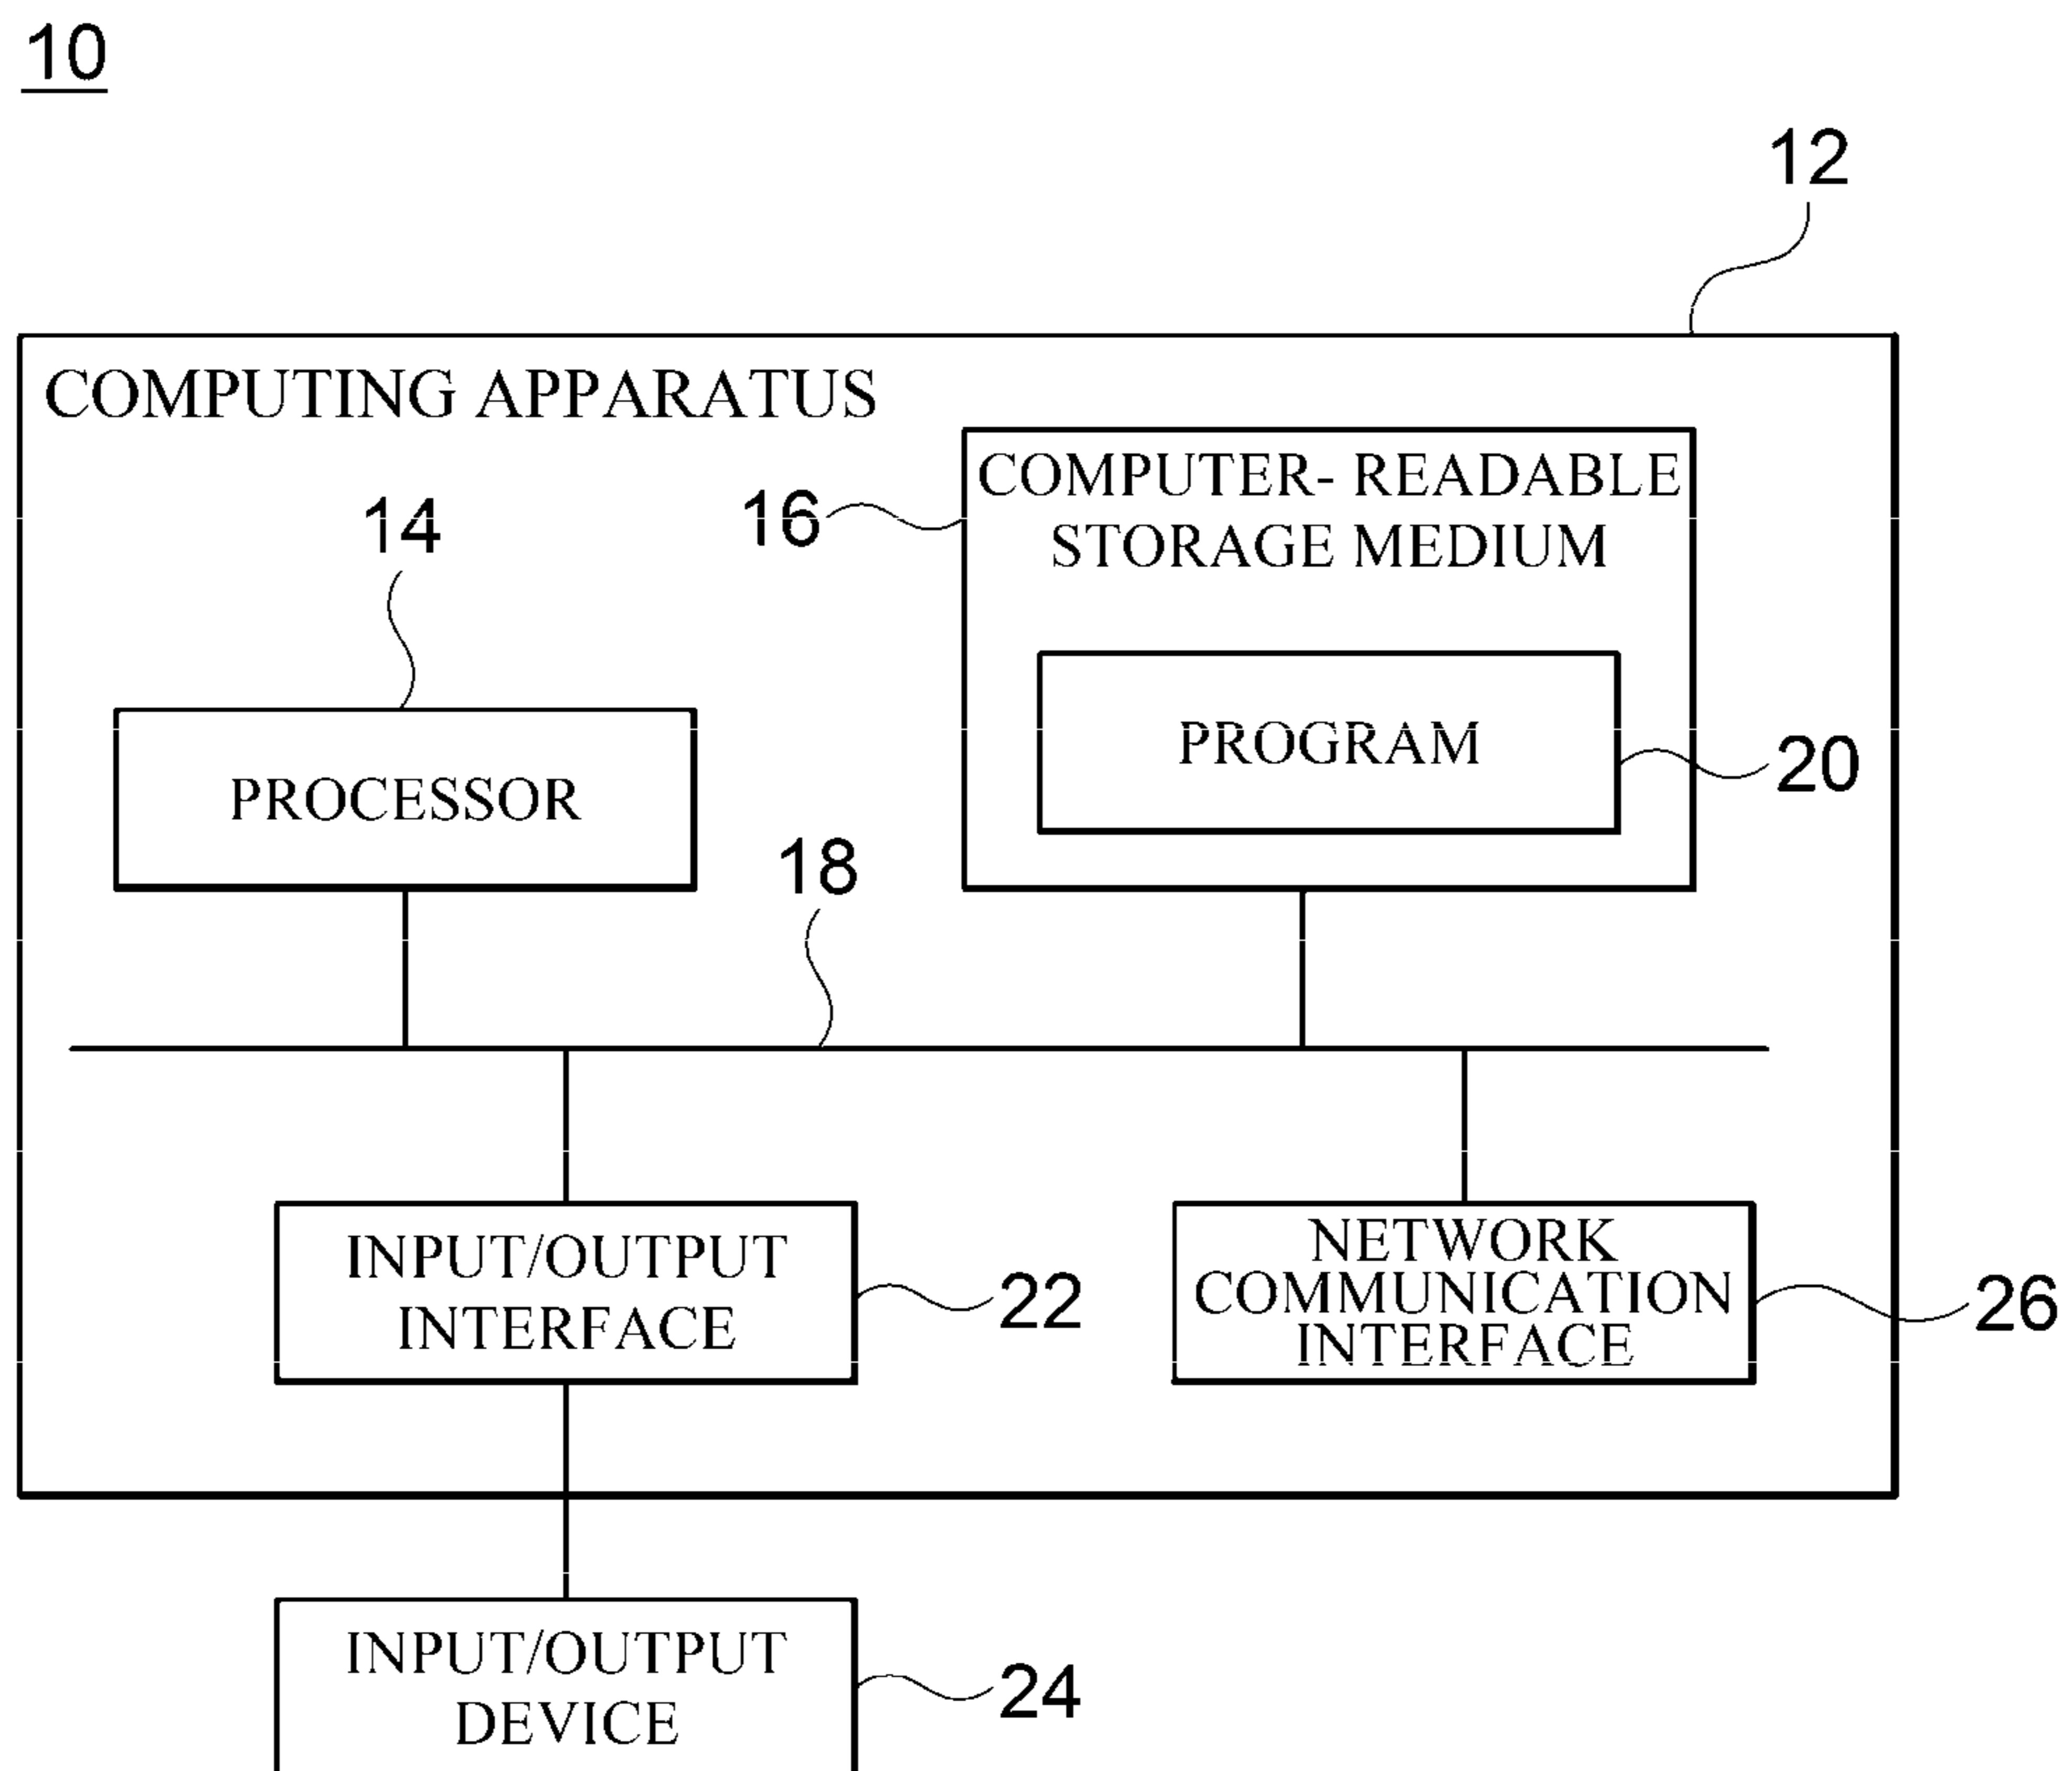 10
12
COMPUTING APPARATUS
COMPUTER- READABLE
STORAGE MEDIUM
16
14
PROGRAM
20
PROCESSOR
18
INPUT/OUTPUT
INTERFACE
22
NETWORK
COMMUNICATION
INTERFACE
26
INPUT/OUTPUT
DEVICE
24